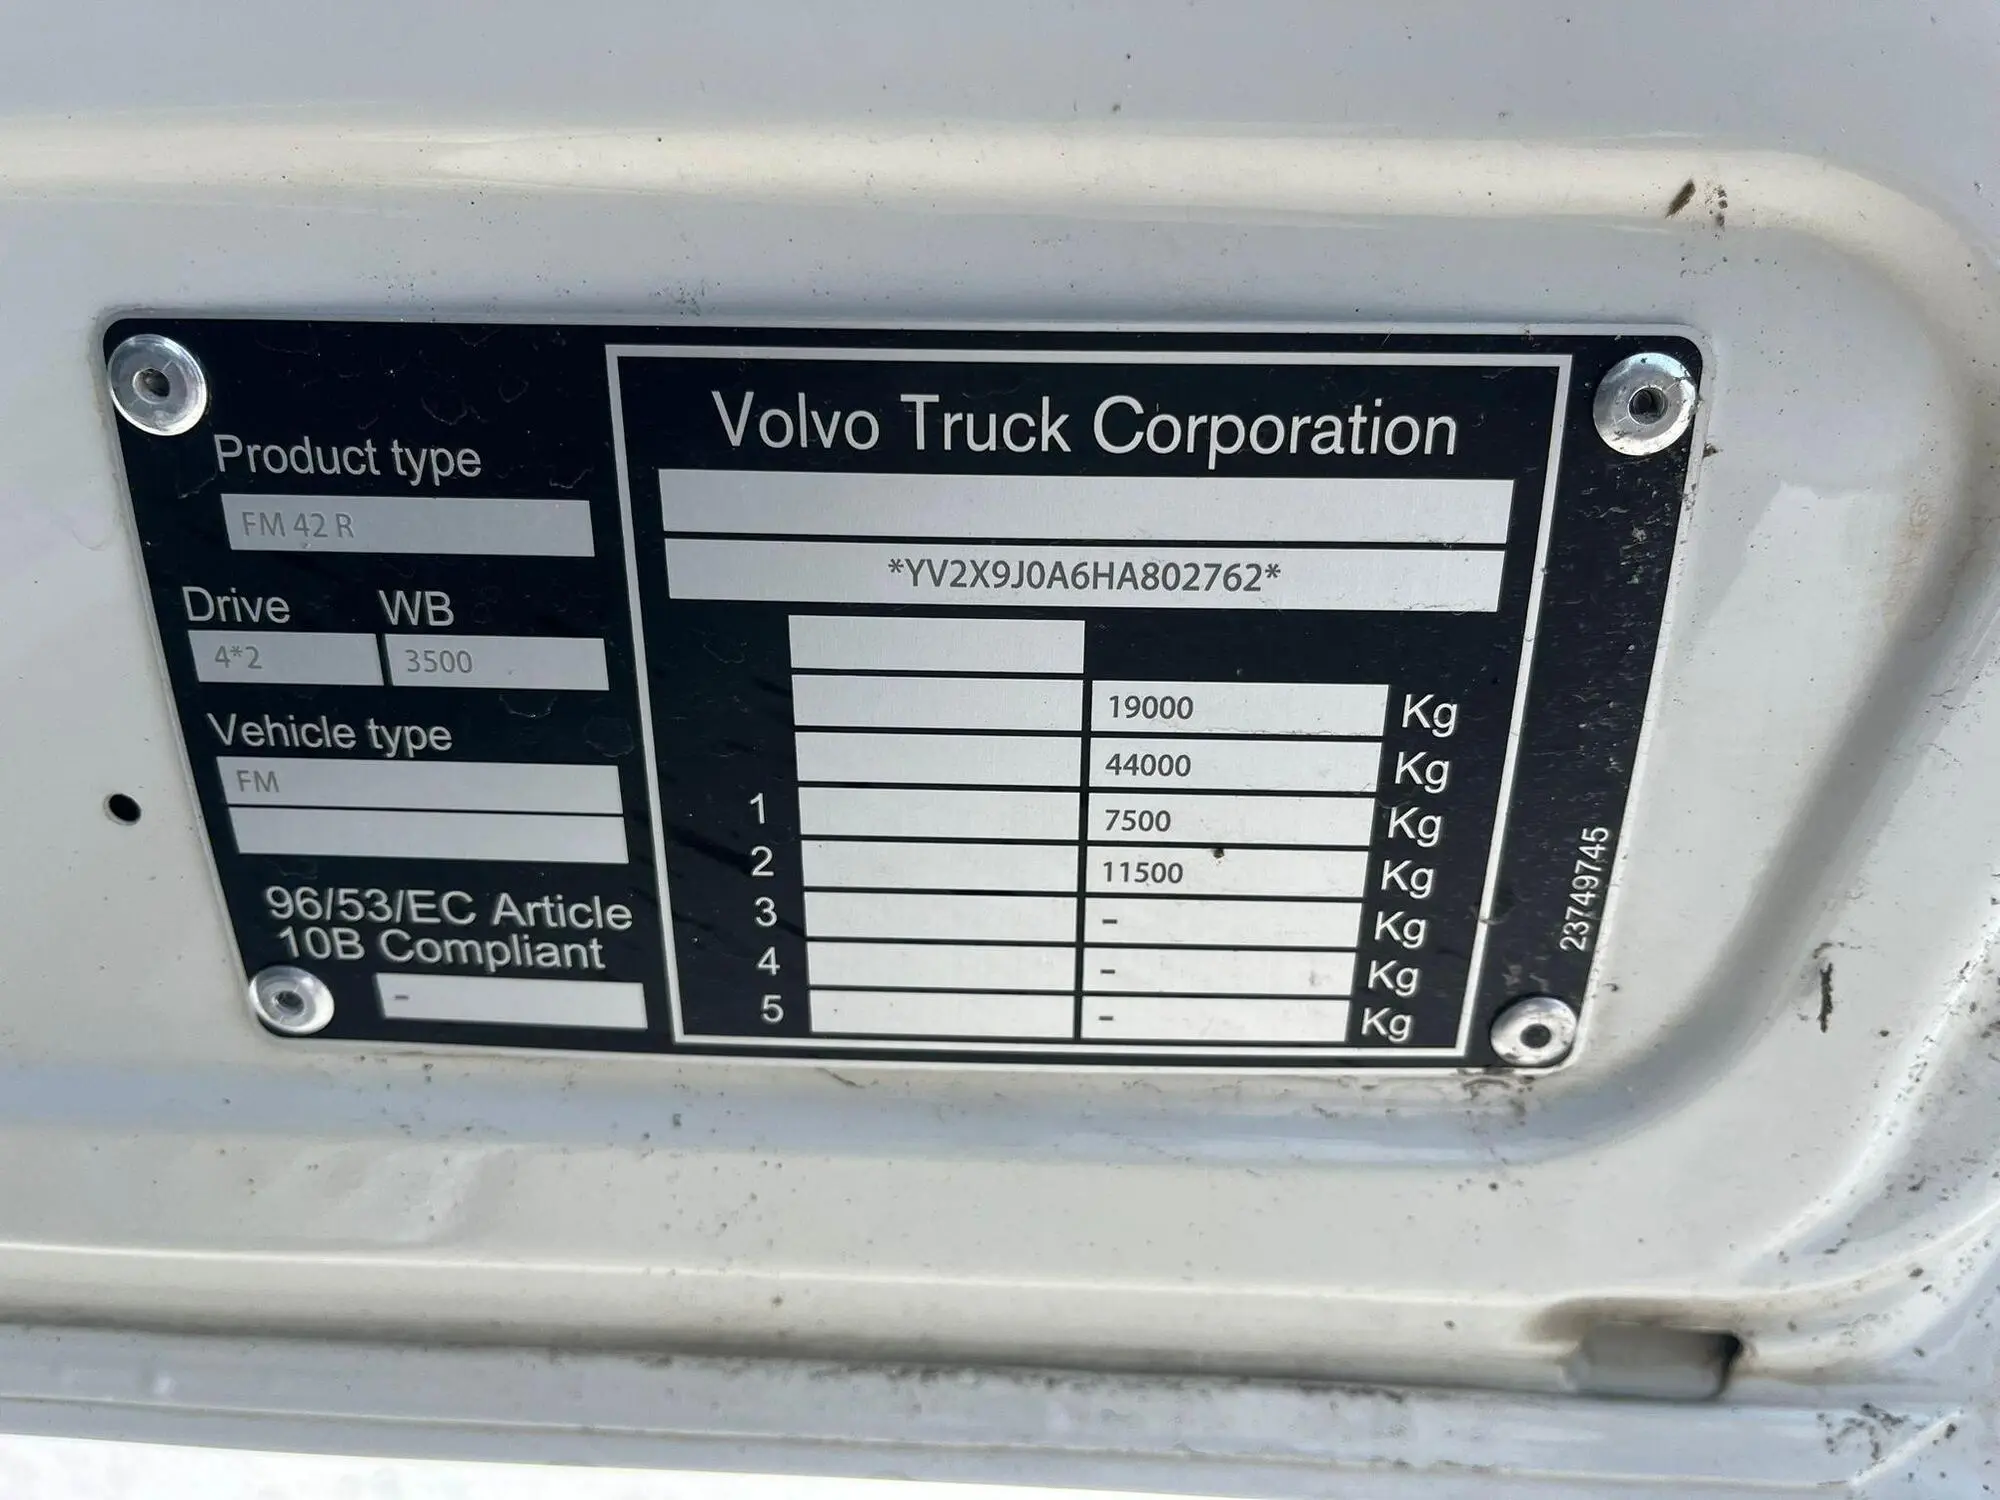 Product type
FM 42 R
Drive WB
4*2 3500
Vehicle type
FM
96/53/EC Article
10B Compliant
-
Volvo Truck Corporation
*YV2X9J0A6HA802762*
19000 Kg
44000 Kg
1 7500 Kg
2 11500 Kg
3 - Kg
4 - Kg
5 - Kg
23749745